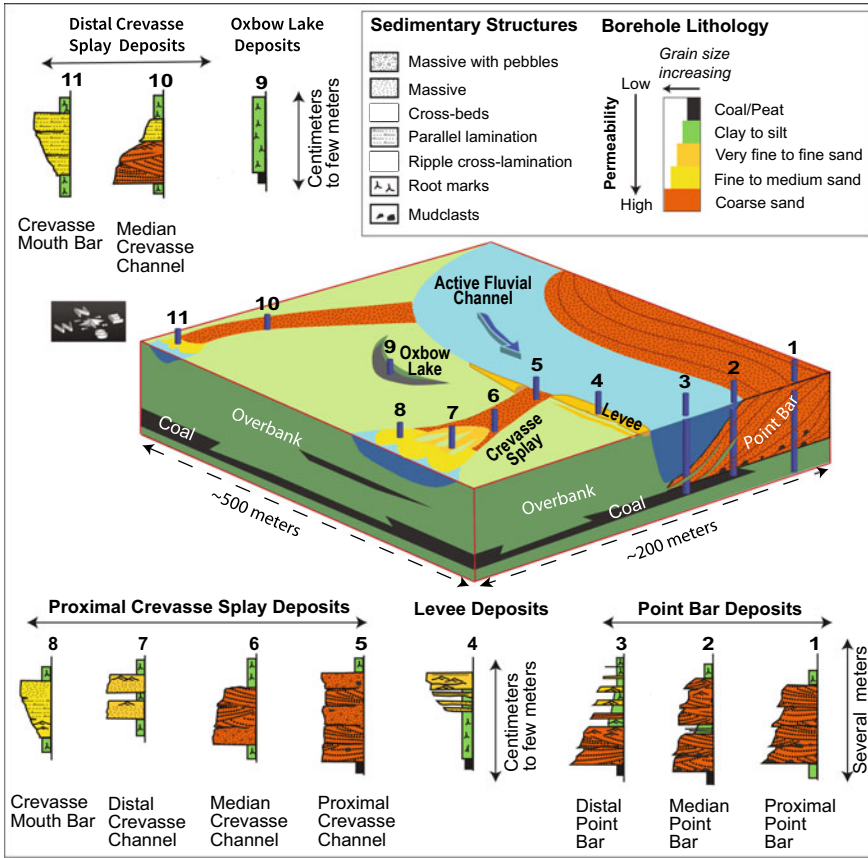 Distal Crevasse
Splay Deposits
Oxbow Lake
Deposits
11
10
9
Centimeters
to few meters
Crevasse
Mouth Bar
Median
Crevasse
Channel
Sedimentary Structures
Massive with pebbles
Massive
Cross-beds
Parallel lamination
Ripple cross-lamination
Root marks
Mudclasts
Borehole Lithology
Grain size
increasing
Permeability
Low
High
Coal/Peat
Clay to silt
Very fine to fine sand
Fine to medium sand
Coarse sand
Active Fluvial
Channel
11
10
9
Oxbow
Lake
8
7
6
5
4
3
2
1
Crevasse
Splay
Levee
Point Bar
Coal
Overbank
Overbank
Coal
~500 meters
~200 meters
Proximal Crevasse Splay Deposits
Levee Deposits
Point Bar Deposits
8
7
6
5
4
3
2
1
Centimeters
to few meters
Several meters
Crevasse
Mouth Bar
Distal
Crevasse
Channel
Median
Crevasse
Channel
Proximal
Crevasse
Channel
Distal
Point
Bar
Median
Point
Bar
Proximal
Point
Bar